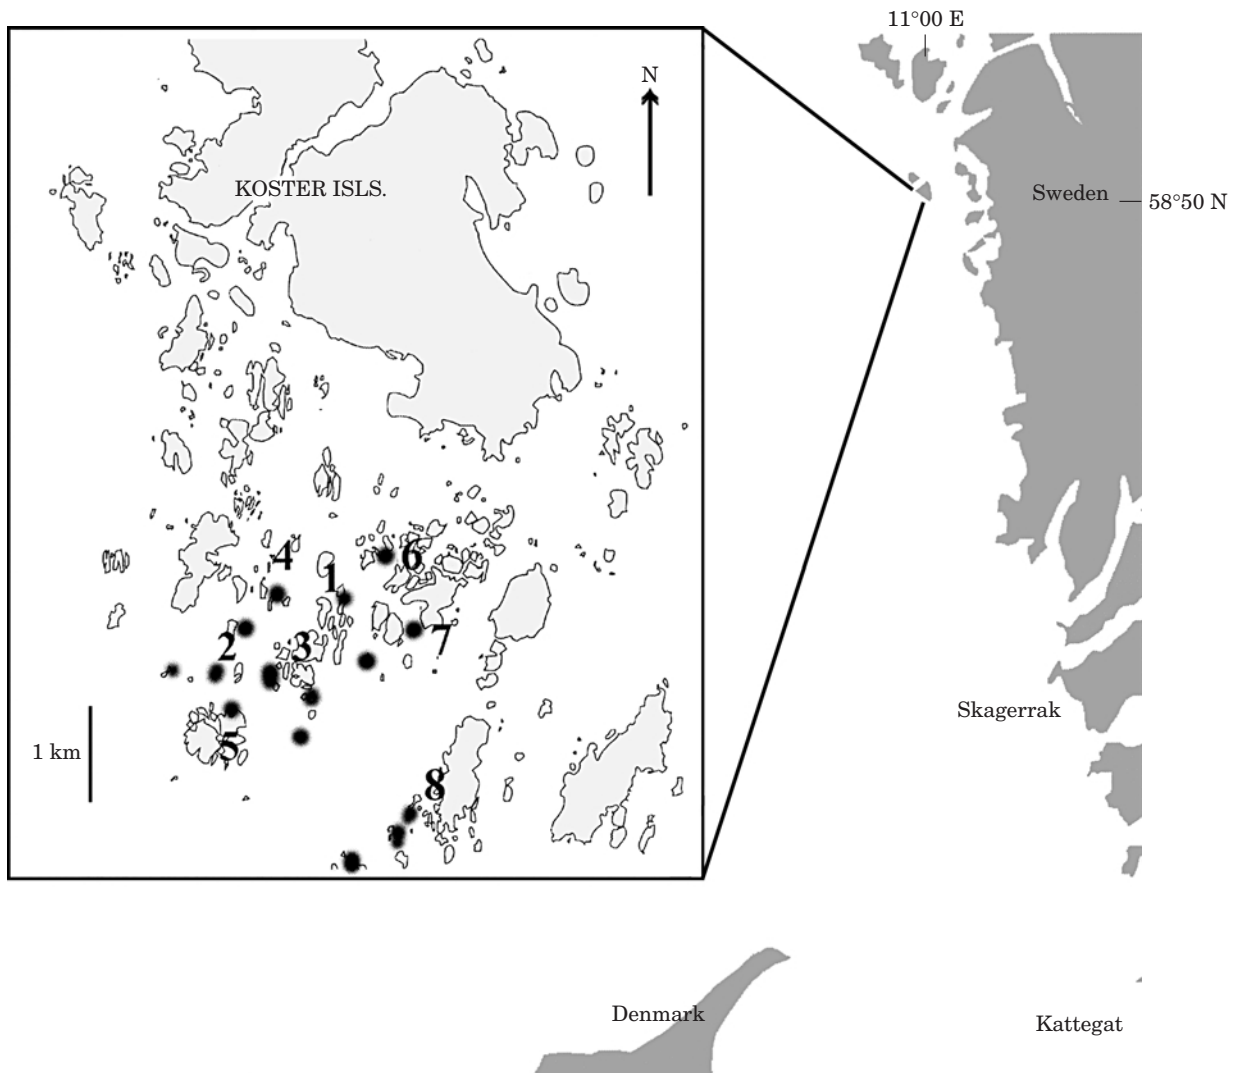 11°00 E
N
KOSTER ISLS.
Sweden
58°50 N
4
6
1
2
3
7
Skagerrak
5
1 km
8
Denmark
Kattegat